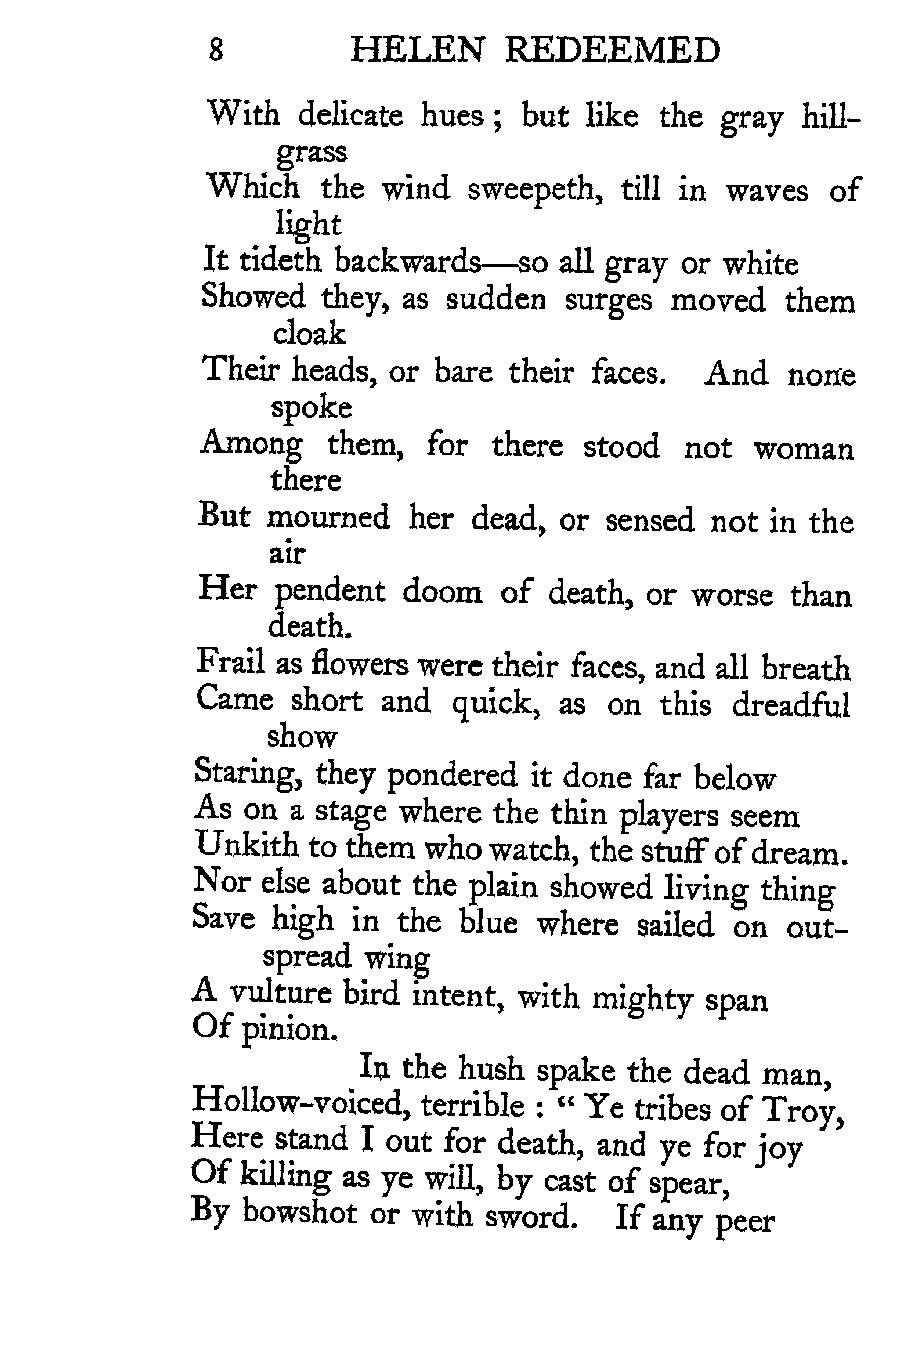 8 HELEN REDEEMED
With delicate hues ; but like the gray hill-
grass
Which the wind sweepeth, till in waves of
light
It tideth backwards—so all gray or white
Showed they, as sudden surges moved them
cloak
Their heads, or bare their faces. And none
spoke
Among them, for there stood not woman
there
But mourned her dead, or sensed not in the
air
Her pendent doom of death, or worse than
death.
Frail as flowers were their faces, and all breath
Came short and quick, as on this dreadful
show
Staring, they pondered it done far below
As on a stage where the thin players seem
Unkith to them who watch, the stuff of dream.
Nor else about the plain showed living thing
Save high in the blue where sailed on out-
spread wing
A vulture bird intent, with mighty span
Of pinion.
In the hush spake the dead man,
Hollow-voiced, terrible : “ Ye tribes of Troy,
Here stand I out for death, and ye for joy
Of killing as ye will, by cast of spear,
By bowshot or with sword. If any peer